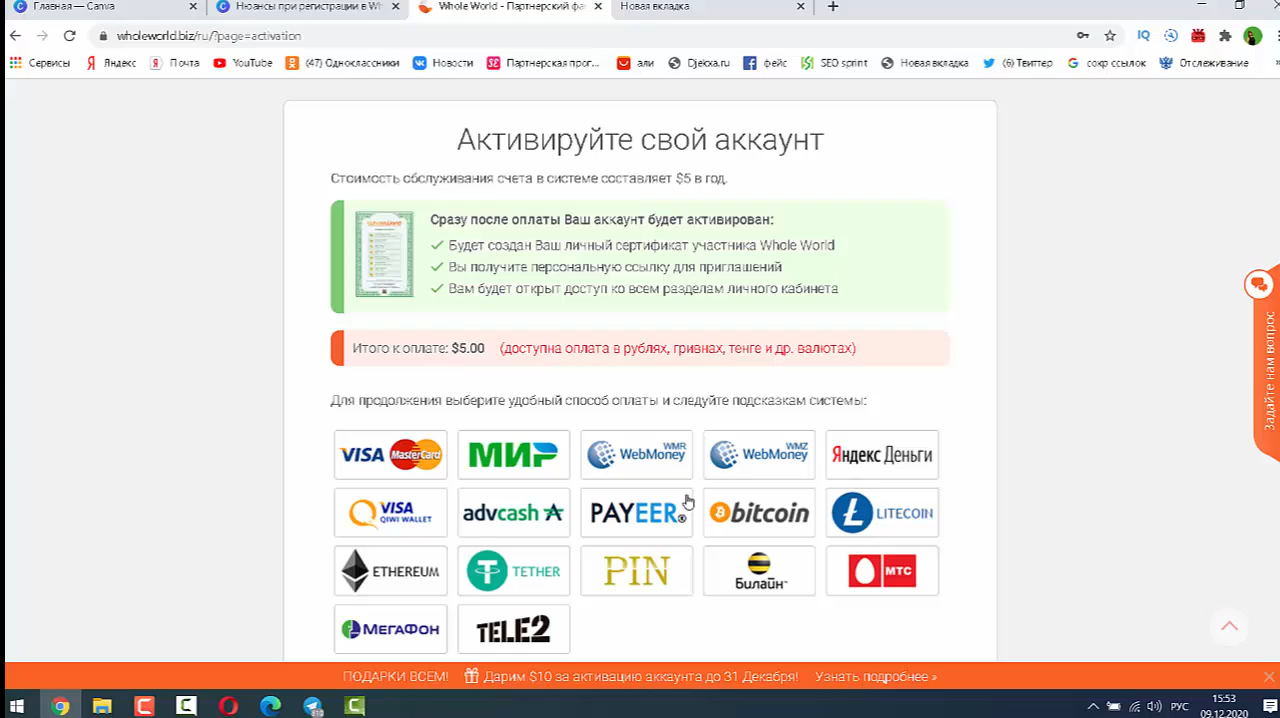 Главная — Canva
Нюансы при регистрации в Wh
Whole World - Партнерский фа
Новая вкладка
wholeworld.biz/ru/?page=activation
Сервисы
Яндекс
Почта
YouTube
(47) Одноклассники
Новости
Партнерская прог...
али
Djekxa.ru
фейс
SEO sprint
Новая вкладка
(6) Твиттер
сокр ссылок
Отслеживание
Активируйте свой аккаунт
Стоимость обслуживания счета в системе составляет $5 в год.
Сразу после оплаты Ваш аккаунт будет активирован:
Будет создан Ваш личный сертификат участника Whole World
Вы получите персональную ссылку для приглашений
Вам будет открыт доступ ко всем разделам личного кабинета
Итого к оплате: $5.00 (доступна оплата в рублях, гривнах, тенге и др. валютах)
Для продолжения выберите удобный способ оплаты и следуйте подсказкам системы:
VISA MasterCard
МИР
WebMoney WMR
WebMoney WMZ
Яндекс Деньги
VISA QIWI WALLET
advcash
PAYEER
bitcoin
LITECOIN
ETHEREUM
TETHER
PIN
Билайн
МТС
МЕГАФОН
TELE2
Задайте нам вопрос
ПОДАРКИ ВСЕМ! Дарим $10 за активацию аккаунта до 31 Декабря! Узнать подробнее »
РУС
15:53
09.12.2020